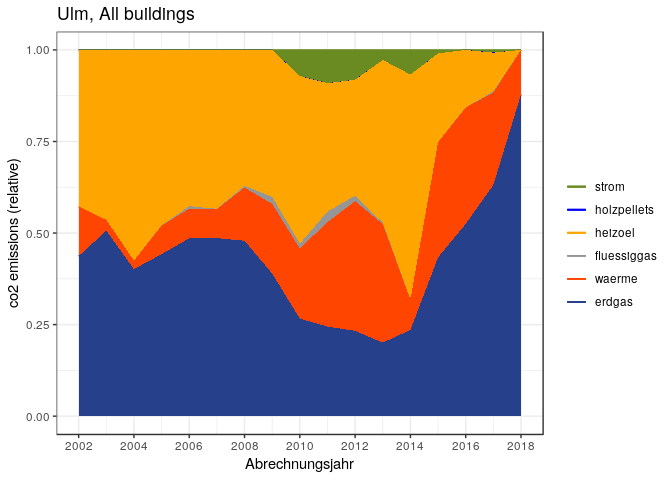 Ulm, All buildings
co2 emissions (relative)
1.00
0.75
0.50
0.25
0.00
2002 2004 2006 2008 2010 2012 2014 2016 2018
Abrechnungsjahr
strom
holzpellets
heizoel
fluessiggas
waerme
erdgas